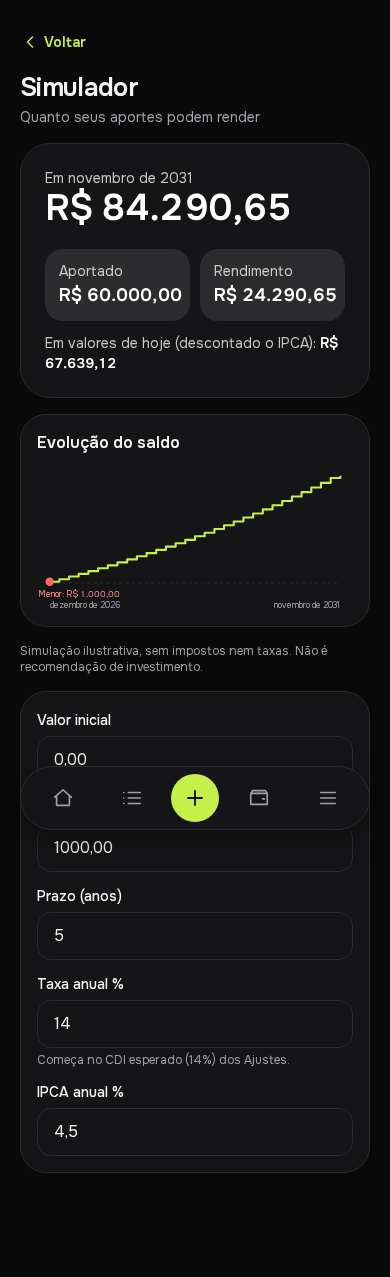 Voltar
Simulador
Quanto seus aportes podem render
Em novembro de 2031
R$ 84.290,65
Aportado
R$ 60.000,00
Rendimento
R$ 24.290,65
Em valores de hoje (descontado o IPCA): R$
67.639,12
Evolução do saldo
Menor: R$ 1.000,00
dezembro de 2026
novembro de 2031
Simulação ilustrativa, sem impostos nem taxas. Não é
recomendação de investimento.
Valor inicial
0,00
1000,00
Prazo (anos)
5
Taxa anual %
14
Começa no CDI esperado (14%) dos Ajustes.
IPCA anual %
4,5